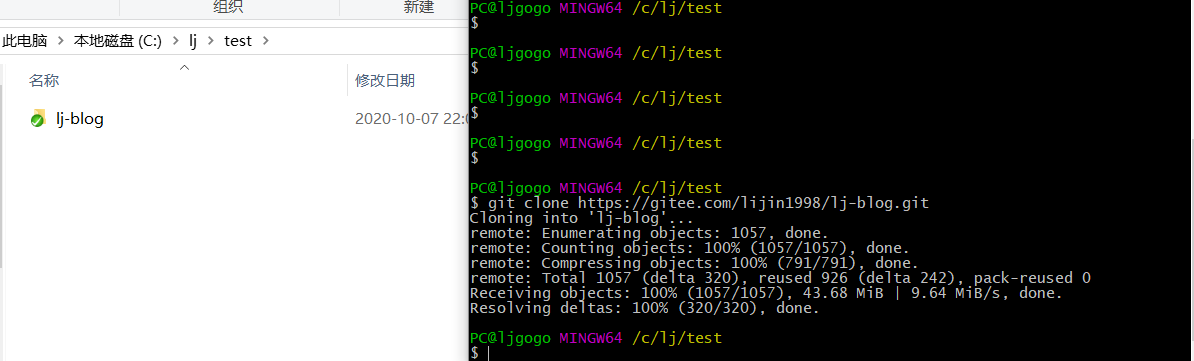 组织
新建
此电脑 > 本地磁盘 (C:) > lj > test >
名称
修改日期
lj-blog
2020-10-07 22:0
PC@ljgogo MINGW64 /c/lj/test
$
PC@ljgogo MINGW64 /c/lj/test
$
PC@ljgogo MINGW64 /c/lj/test
$
PC@ljgogo MINGW64 /c/lj/test
$
PC@ljgogo MINGW64 /c/lj/test
$ git clone https://gitee.com/lijin1998/lj-blog.git
Cloning into 'lj-blog'...
remote: Enumerating objects: 1057, done.
remote: Counting objects: 100% (1057/1057), done.
remote: Compressing objects: 100% (791/791), done.
remote: Total 1057 (delta 320), reused 926 (delta 242), pack-reused 0
Receiving objects: 100% (1057/1057), 43.68 MiB | 9.64 MiB/s, done.
Resolving deltas: 100% (320/320), done.
PC@ljgogo MINGW64 /c/lj/test
$